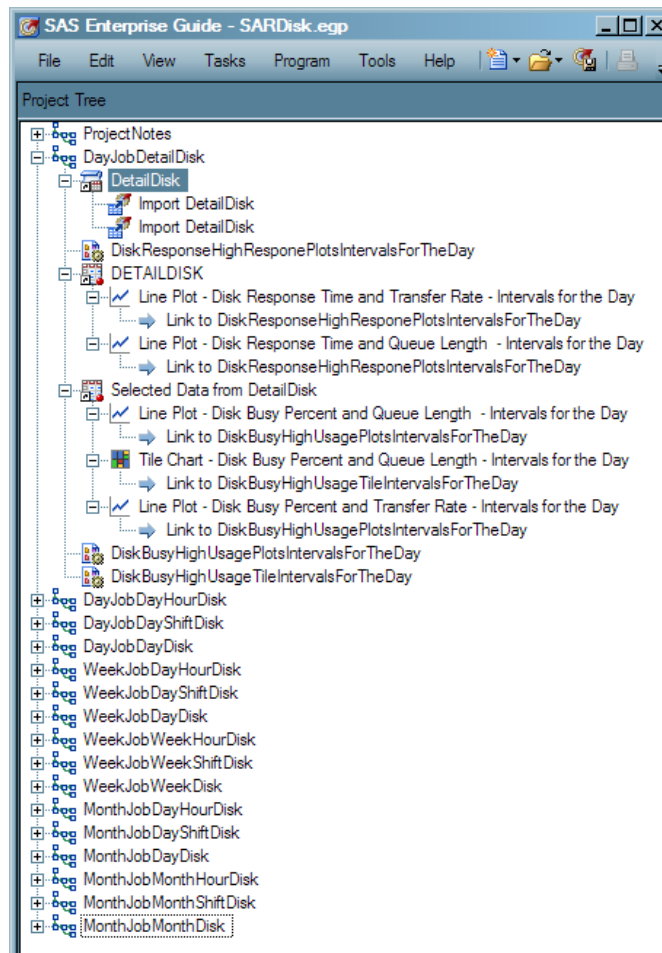 SAS Enterprise Guide - SARDisk.egp
File Edit View Tasks Program Tools Help
Project Tree
ProjectNotes
DayJobDetailDisk
DetailDisk
Import DetailDisk
Import DetailDisk
DiskResponseHighResponePlotsIntervalsForTheDay
DETAILDISK
Line Plot - Disk Response Time and Transfer Rate - Intervals for the Day
Link to DiskResponseHighResponePlotsIntervalsForTheDay
Line Plot - Disk Response Time and Queue Length - Intervals for the Day
Link to DiskResponseHighResponePlotsIntervalsForTheDay
Selected Data from DetailDisk
Line Plot - Disk Busy Percent and Queue Length - Intervals for the Day
Link to DiskBusyHighUsagePlotsIntervalsForTheDay
Tile Chart - Disk Busy Percent and Queue Length - Intervals for the Day
Link to DiskBusyHighUsageTileIntervalsForTheDay
Line Plot - Disk Busy Percent and Transfer Rate - Intervals for the Day
Link to DiskBusyHighUsagePlotsIntervalsForTheDay
DiskBusyHighUsagePlotsIntervalsForTheDay
DiskBusyHighUsageTileIntervalsForTheDay
DayJobDayHourDisk
DayJobDayShiftDisk
DayJobDayDisk
WeekJobDayHourDisk
WeekJobDayShiftDisk
WeekJobDayDisk
WeekJobWeekHourDisk
WeekJobWeekShiftDisk
WeekJobWeekDisk
MonthJobDayHourDisk
MonthJobDayShiftDisk
MonthJobDayDisk
MonthJobMonthHourDisk
MonthJobMonthShiftDisk
MonthJobMonthDisk